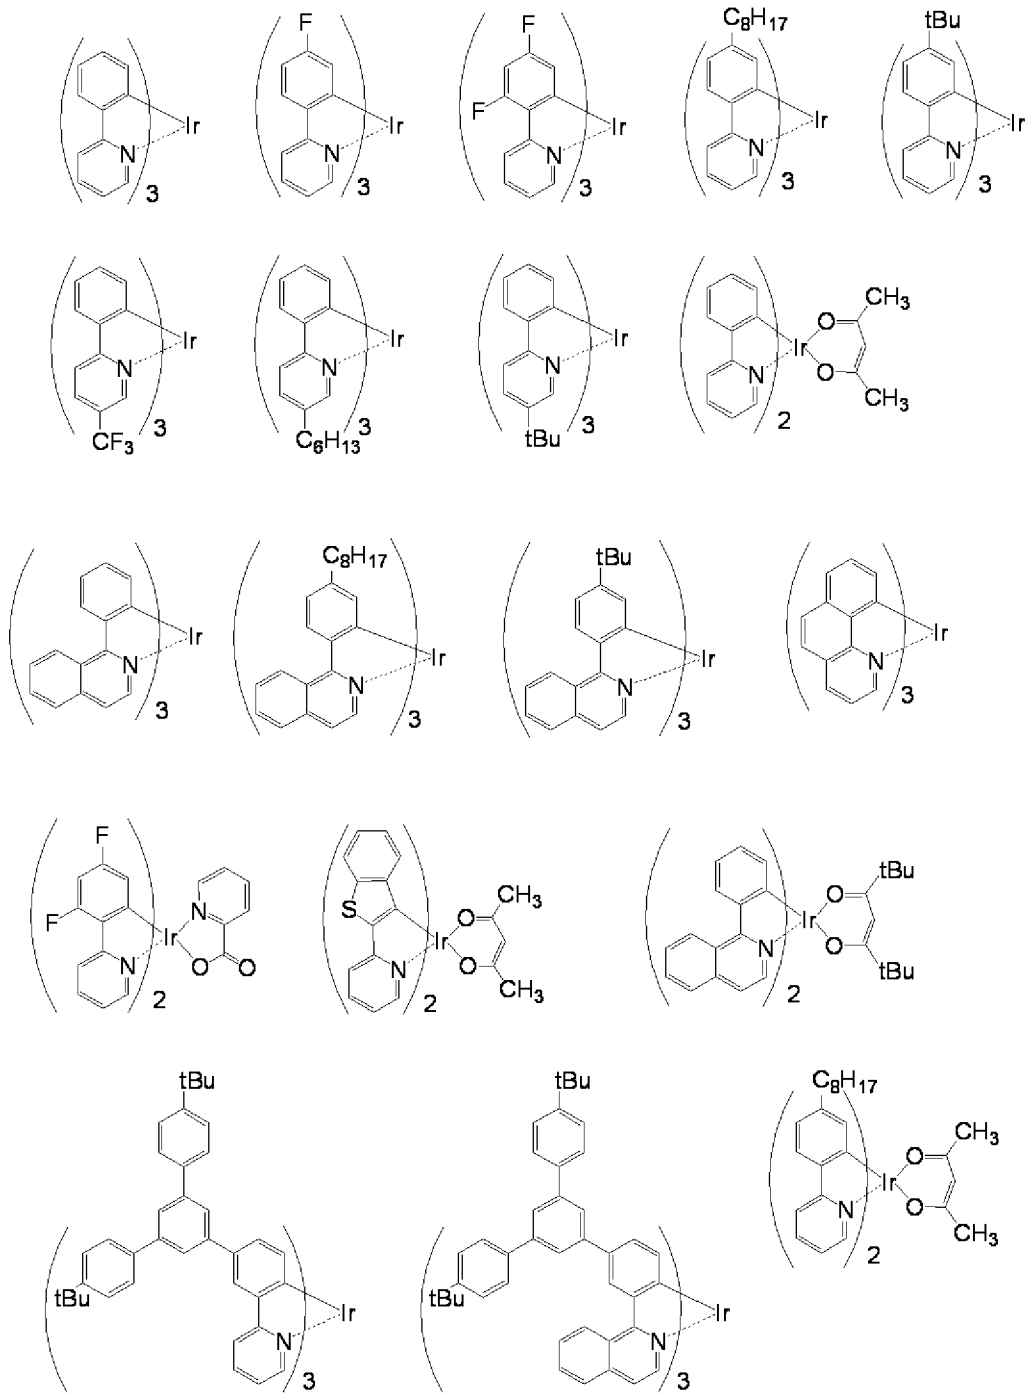 F F C8H17 tBu
Ir Ir F Ir Ir Ir
N N N N N
3 3 3 3 3
CH3
O
Ir Ir Ir Ir
N N N N O
CH3
3 3 3 2
CF3 C6H13 tBu
C8H17 tBu
Ir Ir Ir Ir
N N N N
3 3 3 3
F
CH3 tBu
S O O
F N Ir Ir Ir
N O O N O N O
CH3 tBu
2 2 2
tBu tBu C8H17
CH3
O
Ir
N O
CH3
2
tBu Ir tBu Ir
N N
3 3